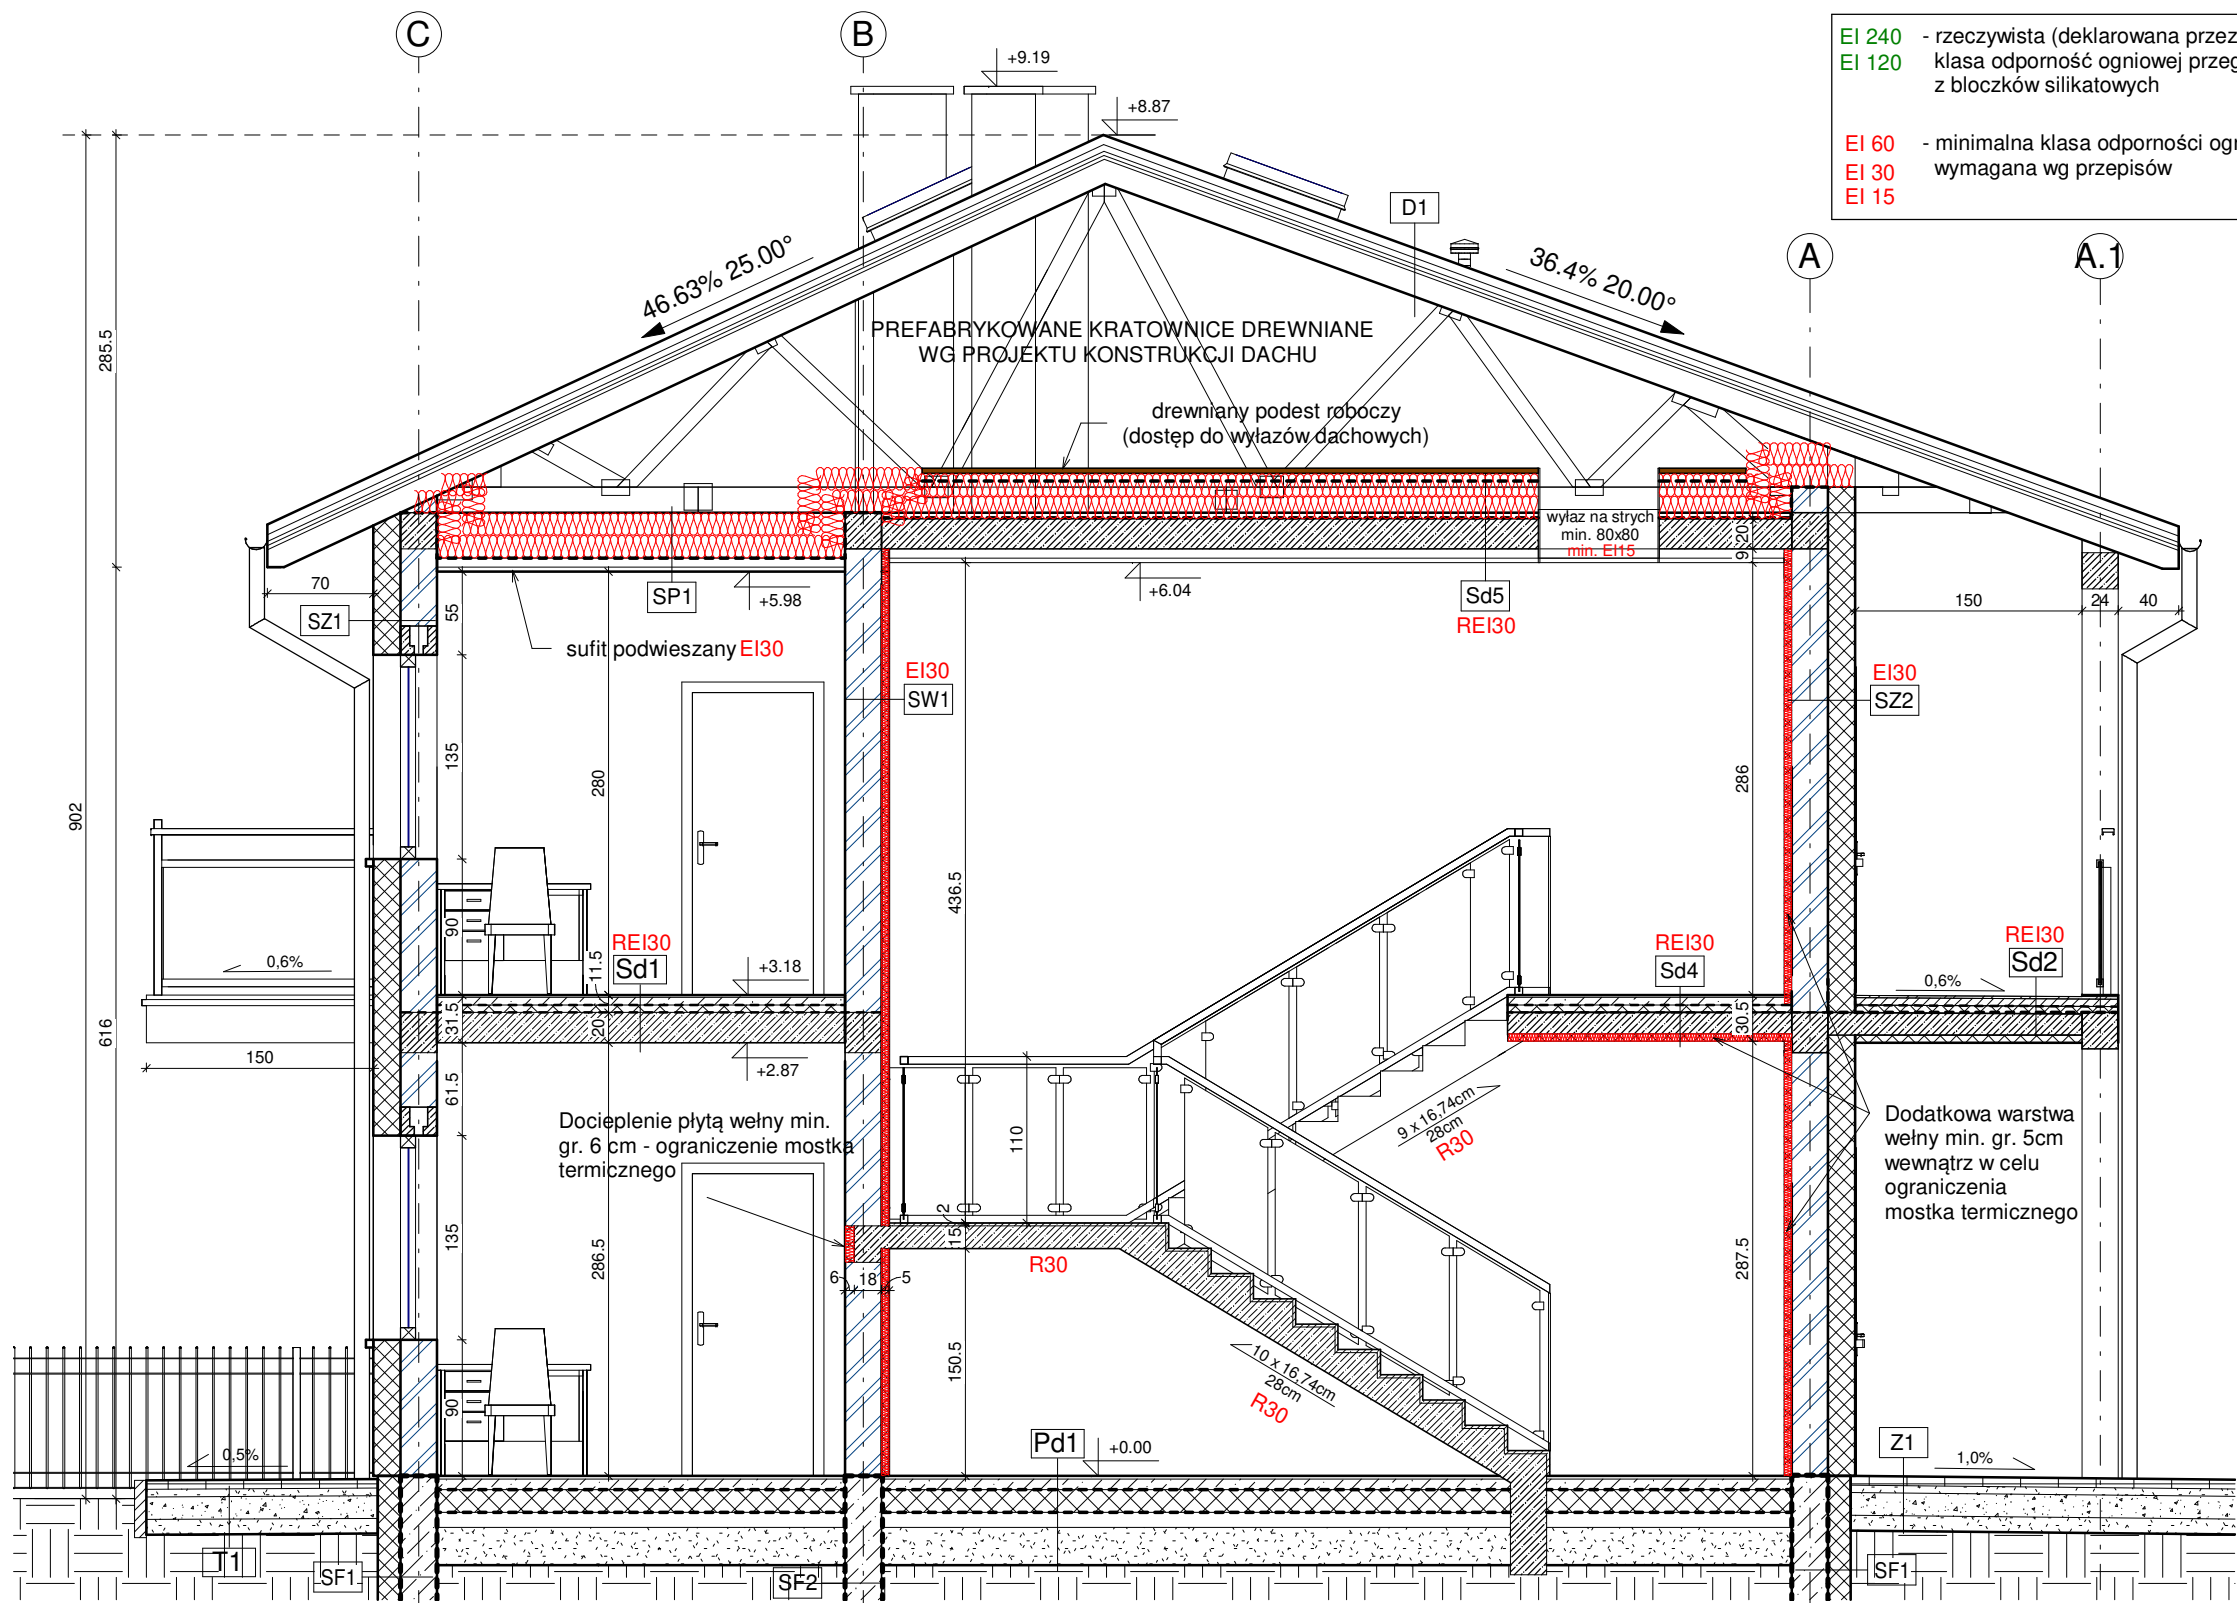 C
B
+9.19
+8.87
EI 240 - rzeczywista (deklarowana przez
EI 120 klasa odporność ogniowej przeg
z bloczków silikatowych
EI 60 - minimalna klasa odporności ogn
EI 30 wymagana wg przepisów
EI 15
D1
A
A.1
46.63% 25.00°
36.4% 20.00°
PREFABRYKOWANE KRATOWNICE DREWNIANE
WG PROJEKTU KONSTRUKCJI DACHU
285.5
drewniany podest roboczy
(dostęp do wyłazów dachowych)
wyłaz na strych
min. 80x80
min. EI15
20
9
70
SZ1
55
SP1
+5.98
+6.04
Sd5
REI30
150
24
40
sufit podwieszany EI30
EI30
SW1
EI30
SZ2
135
280
286
902
436.5
90
REI30
Sd1
11.5
+3.18
REI30
Sd4
REI30
Sd2
0,6%
0,6%
31.5
20
30.5
616
150
+2.87
61.5
Docieplenie płytą wełny min.
gr. 6 cm - ograniczenie mostka
termicznego
110
9 x 16,74cm
28cm
R30
Dodatkowa warstwa
wełny min. gr. 5cm
wewnątrz w celu
ograniczenia
mostka termicznego
135
286.5
2
15
R30
6
18
5
287.5
150.5
10 x 16,74cm
28cm
R30
90
0,5%
Pd1
+0.00
Z1
1,0%
T1
SF1
SF2
SF1